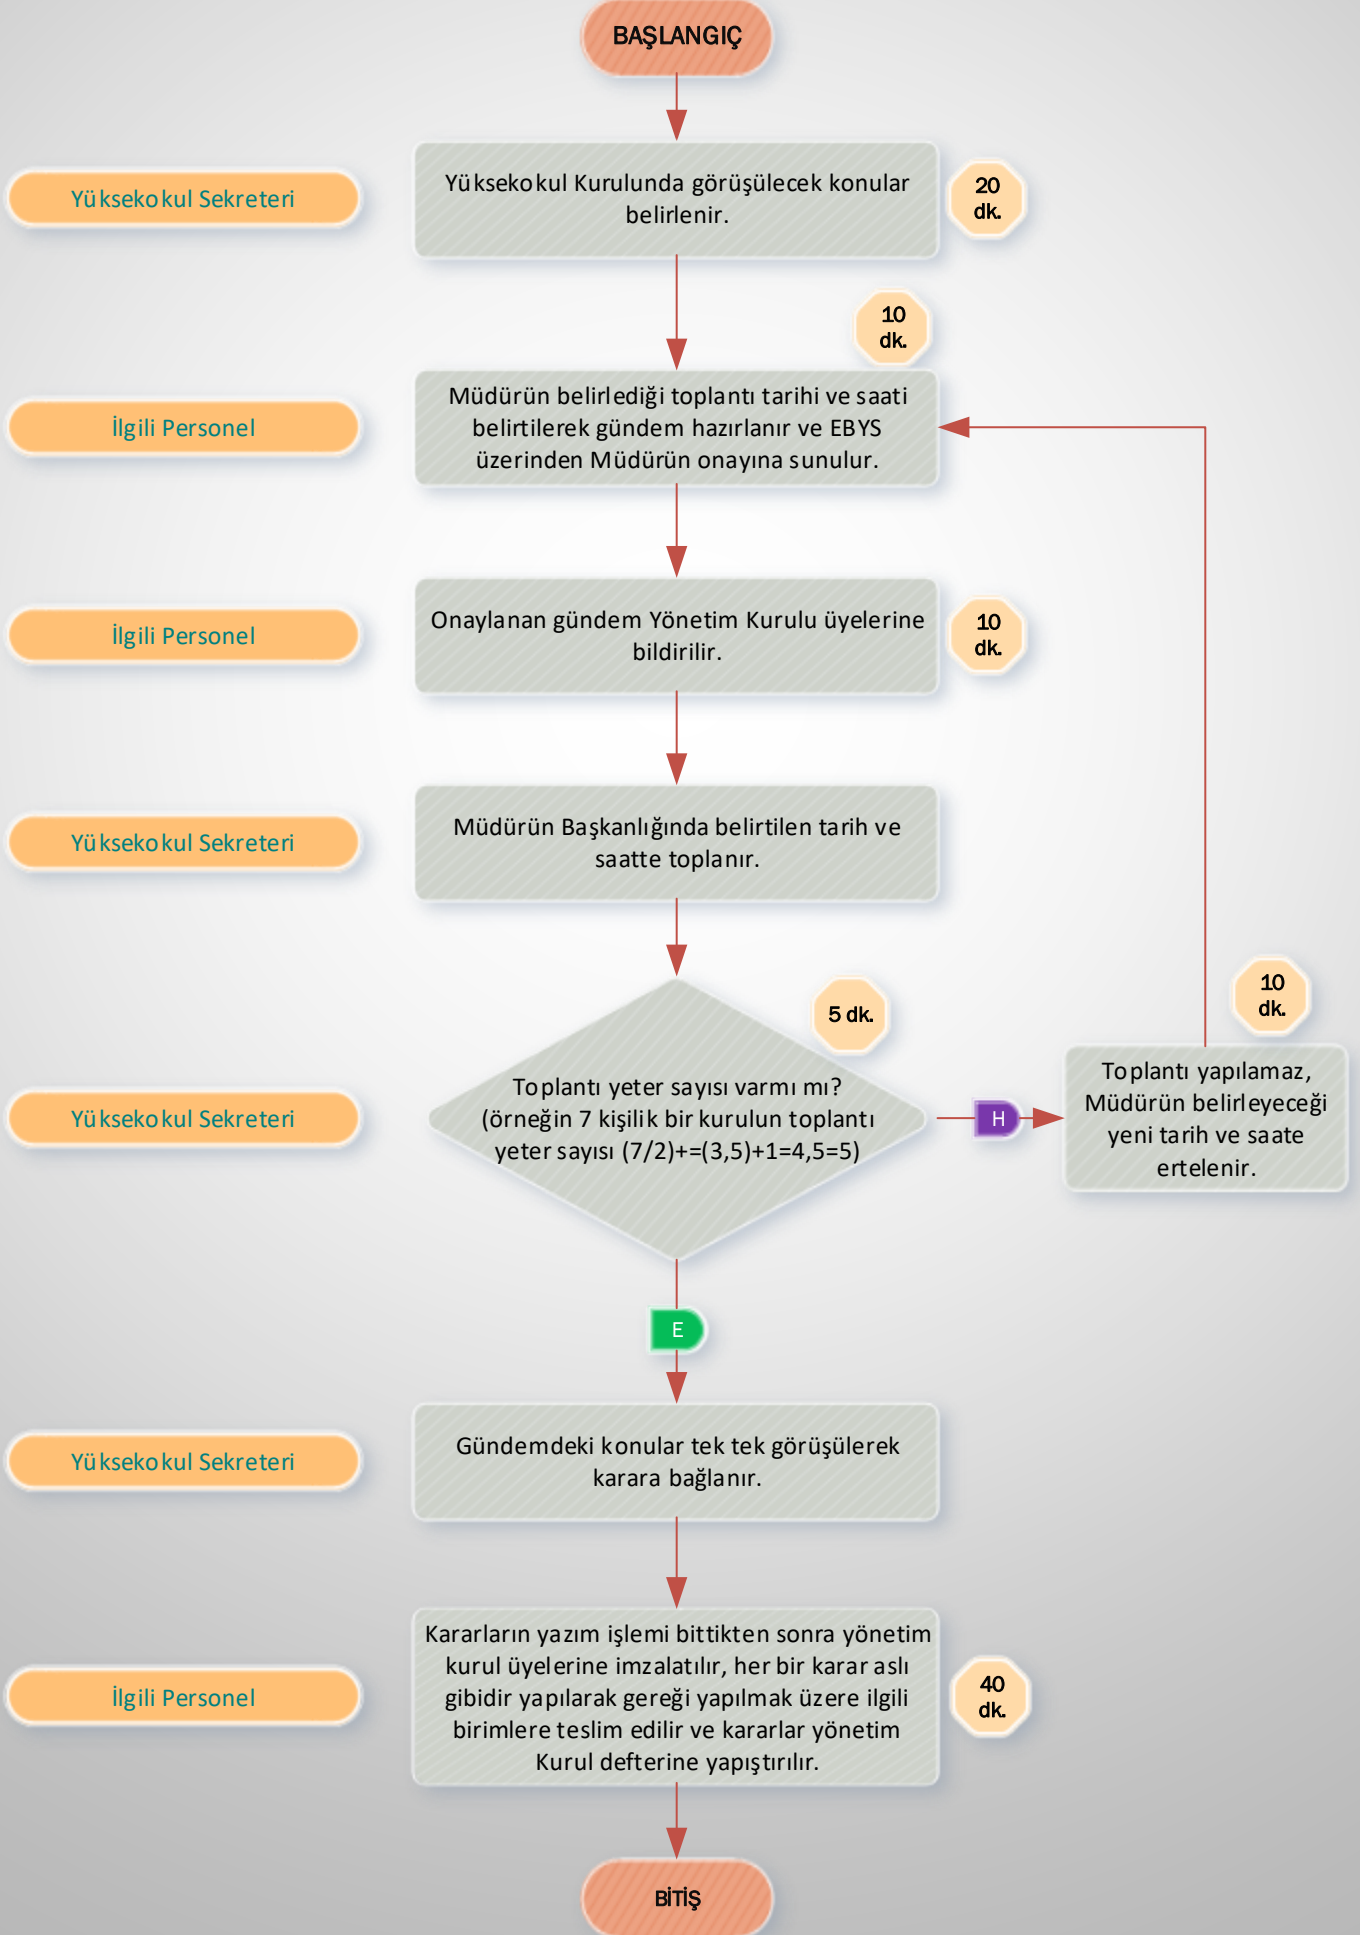 BAŞLANGIÇ
Yüksekokul Sekreteri
Yüksekokul Kurulunda görüşülecek konular
belirlenir.
20
dk.
10
dk.
İlgili Personel
Müdürün belirlediği toplantı tarihi ve saati
belirtilerek gündem hazırlanır ve EBYS
üzerinden Müdürün onayına sunulur.
İlgili Personel
Onaylanan gündem Yönetim Kurulu üyelerine
bildirilir.
10
dk.
Yüksekokul Sekreteri
Müdürün Başkanlığında belirtilen tarih ve
saatte toplanır.
5 dk.
10
dk.
Yüksekokul Sekreteri
Toplantı yeter sayısı varmı mı?
(örneğin 7 kişilik bir kurulun toplantı
yeter sayısı (7/2)+=(3,5)+1=4,5=5)
H
Toplantı yapılamaz,
Müdürün belirleyeceği
yeni tarih ve saate
ertelenir.
E
Yüksekokul Sekreteri
Gündemdeki konular tek tek görüşülerek
karara bağlanır.
İlgili Personel
Kararların yazım işlemi bittikten sonra yönetim
kurul üyelerine imzalatılır, her bir karar aslı
gibidir yapılarak gereği yapılmak üzere ilgili
birimlere teslim edilir ve kararlar yönetim
Kurul defterine yapıştırılır.
40
dk.
BİTİŞ